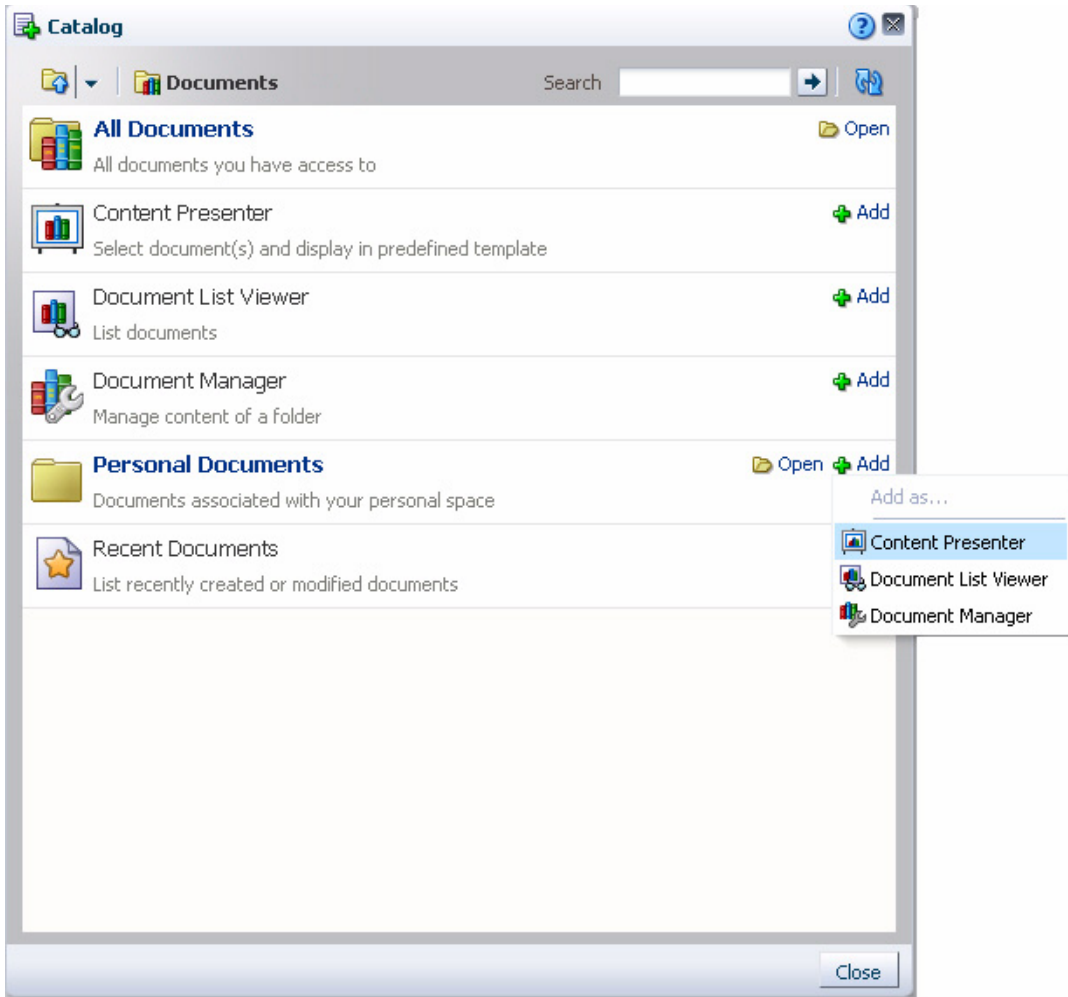 Catalog
Documents Search
All Documents Open
All documents you have access to
Content Presenter Add
Select document(s) and display in predefined template
Document List Viewer Add
List documents
Document Manager Add
Manage content of a folder
Personal Documents Open Add
Documents associated with your personal space
Add as...
Recent Documents
List recently created or modified documents
Content Presenter
Document List Viewer
Document Manager
Close